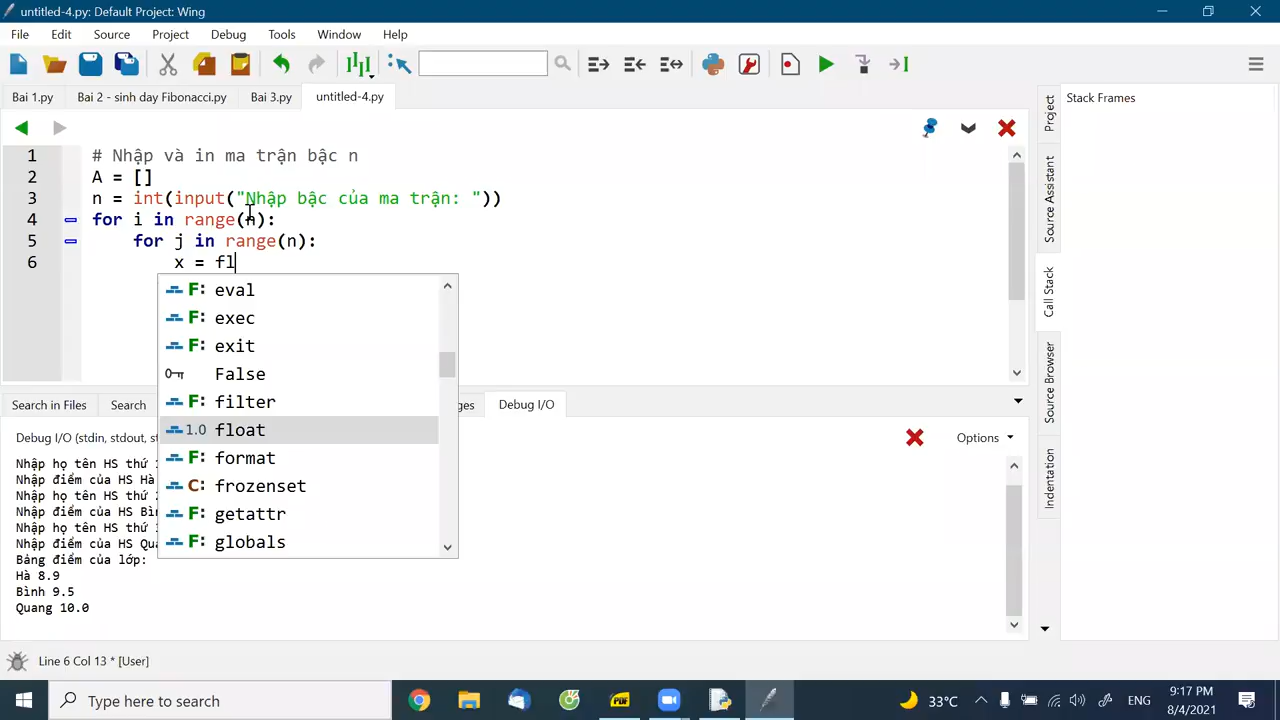 untitled-4.py: Default Project: Wing
File Edit Source Project Debug Tools Window Help
Bai 1.py Bai 2 - sinh day Fibonacci.py Bai 3.py untitled-4.py
Stack Frames
1 # Nhập và in ma trận bậc n
2 A = []
3 n = int(input("Nhập bậc của ma trận: "))
4 for i in range(n):
5 for j in range(n):
6 x = fl
F: eval
F: exec
F: exit
False
F: filter
1.0 float
F: format
C: frozenset
F: getattr
F: globals
Project
Source Assistant
Call Stack
Source Browser
Indentation
Search in Files Search ges Debug I/O
Debug I/O (stdin, stdout, st
Options
Nhập họ tên HS thứ
Nhập điểm của HS Hà
Nhập họ tên HS thứ
Nhập điểm của HS Bìn
Nhập họ tên HS thứ
Nhập điểm của HS Qua
Bảng điểm của lớp:
Hà 8.9
Bình 9.5
Quang 10.0
Line 6 Col 13 * [User]
Type here to search
PDF
33°C
ENG
9:17 PM
8/4/2021